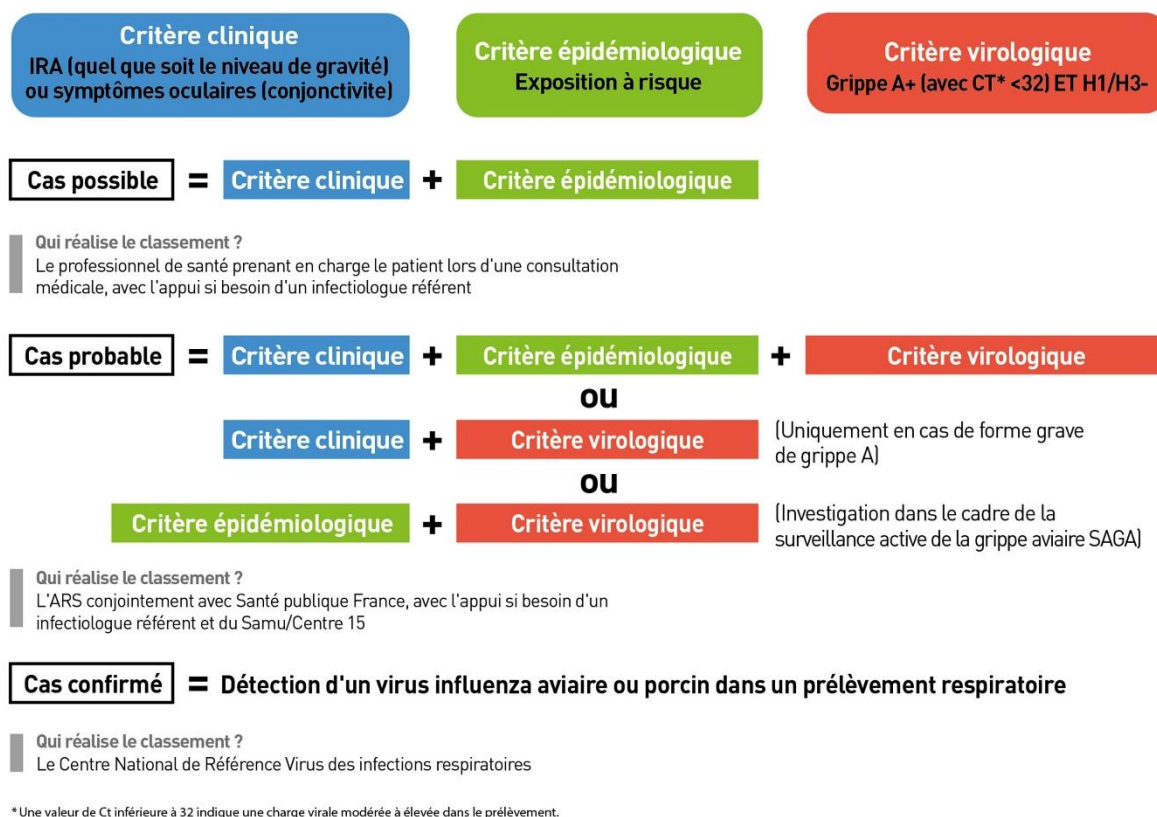 Critère clinique
IRA (quel que soit le niveau de gravité)
ou symptômes oculaires (conjonctivite)
Critère épidémiologique
Exposition à risque
Critère virologique
Grippe A+ (avec CT* <32) ET H1/H3-
Cas possible = Critère clinique + Critère épidémiologique
Qui réalise le classement ?
Le professionnel de santé prenant en charge le patient lors d'une consultation
médicale, avec l'appui si besoin d'un infectiologue référent
Cas probable = Critère clinique + Critère épidémiologique + Critère virologique
ou
Critère clinique + Critère virologique
(Uniquement en cas de forme grave
de grippe A)
ou
Critère épidémiologique + Critère virologique
(Investigation dans le cadre de la
surveillance active de la grippe aviaire SAGA)
Qui réalise le classement ?
L'ARS conjointement avec Santé publique France, avec l'appui si besoin d'un
infectiologue référent et du Samu/Centre 15
Cas confirmé = Détection d'un virus influenza aviaire ou porcin dans un prélèvement respiratoire
Qui réalise le classement ?
Le Centre National de Référence Virus des infections respiratoires
* Une valeur de Ct inférieure à 32 indique une charge virale modérée à élevée dans le prélèvement.